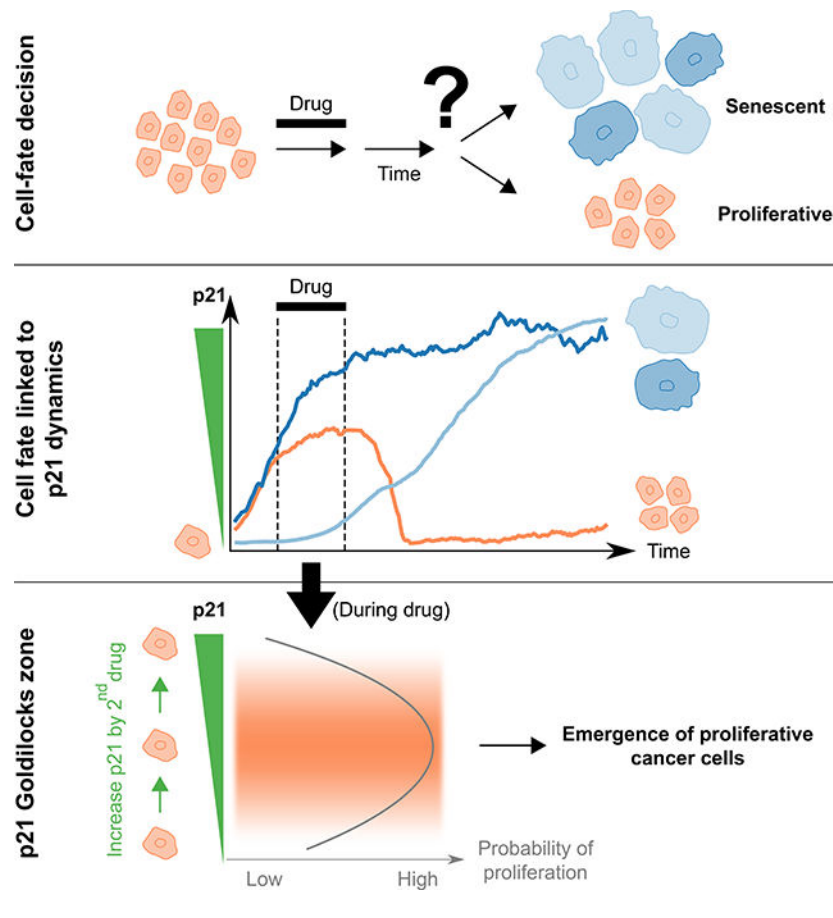 Cell-fate decision
Drug
Time
?
Senescent
Proliferative
Cell fate linked to
p21 dynamics
p21
Drug
Time
(During drug)
p21 Goldilocks zone
Increase p21 by 2nd drug
p21
Low
High
Probability of
proliferation
Emergence of proliferative
cancer cells